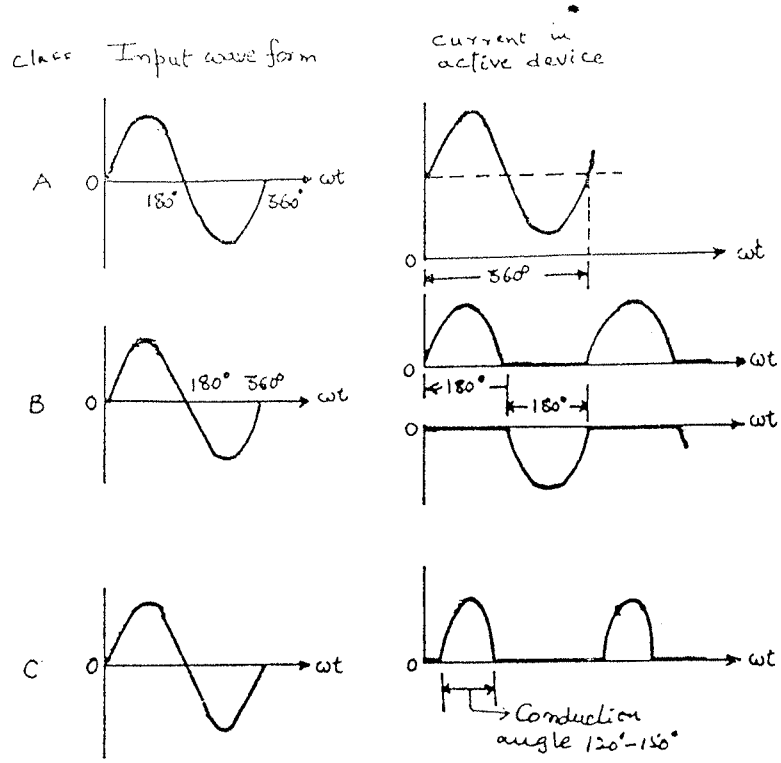 Class Input wave form
Current in
active device
A
0
180°
360°
ωt
0
360°
ωt
B
0
180° 360°
ωt
0
ωt
180°
180°
0
ωt
C
0
ωt
0
ωt
Conduction
angle 120°-150°